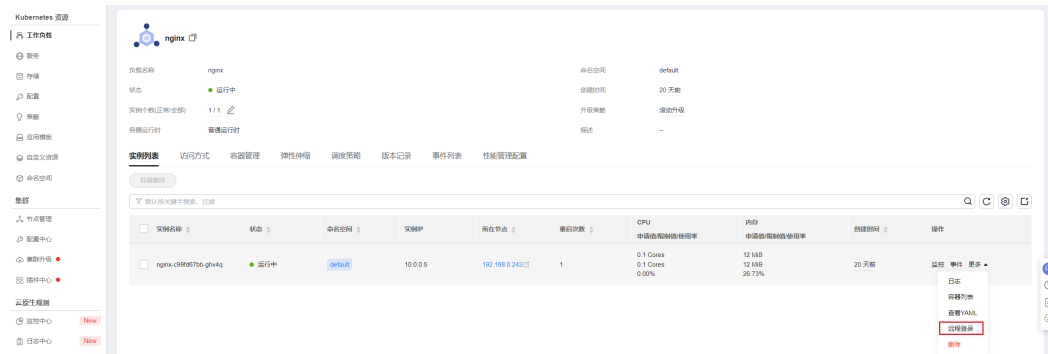 Kubernetes 资源
工作负载
服务
存储
配置
策略
应用模板
自定义资源
命名空间
集群
节点管理
配置中心
集群升级
插件中心
云原生观测
监控中心 New
日志中心 New
nginx
负载名称 nginx 命名空间 default
状态 运行中 创建时间 20 天前
实例个数(正常/全部) 1 / 1 升级策略 滚动升级
容器运行时 普通运行时 描述 --
实例列表 访问方式 容器管理 弹性伸缩 调度策略 版本记录 事件列表 性能管理配置
批量删除
默认按关键字搜索、过滤
实例名称 状态 命名空间 实例IP 所在节点 重启次数 CPU 申请值/限制值/使用率 内存 申请值/限制值/使用率 创建时间 操作
nginx-c99fd67bb-ghv4q 运行中 default 10.0.0.5 192.168.0.243 1 0.1 Cores 0.1 Cores 0.00% 12 MiB 12 MiB 26.73% 20 天前 监控 事件 更多
日志
容器列表
查看YAML
远程登录
删除